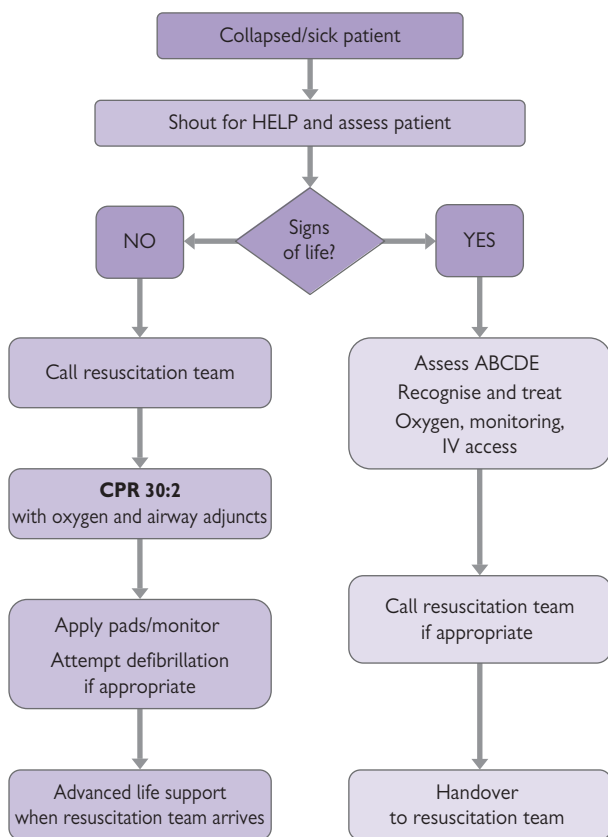 Collapsed/sick patient
Shout for HELP and assess patient
Signs
of life?
NO
YES
Call resuscitation team
CPR 30:2
with oxygen and airway adjuncts
Apply pads/monitor
Attempt defibrillation
if appropriate
Advanced life support
when resuscitation team arrives
Assess ABCDE
Recognise and treat
Oxygen, monitoring,
IV access
Call resuscitation team
if appropriate
Handover
to resuscitation team